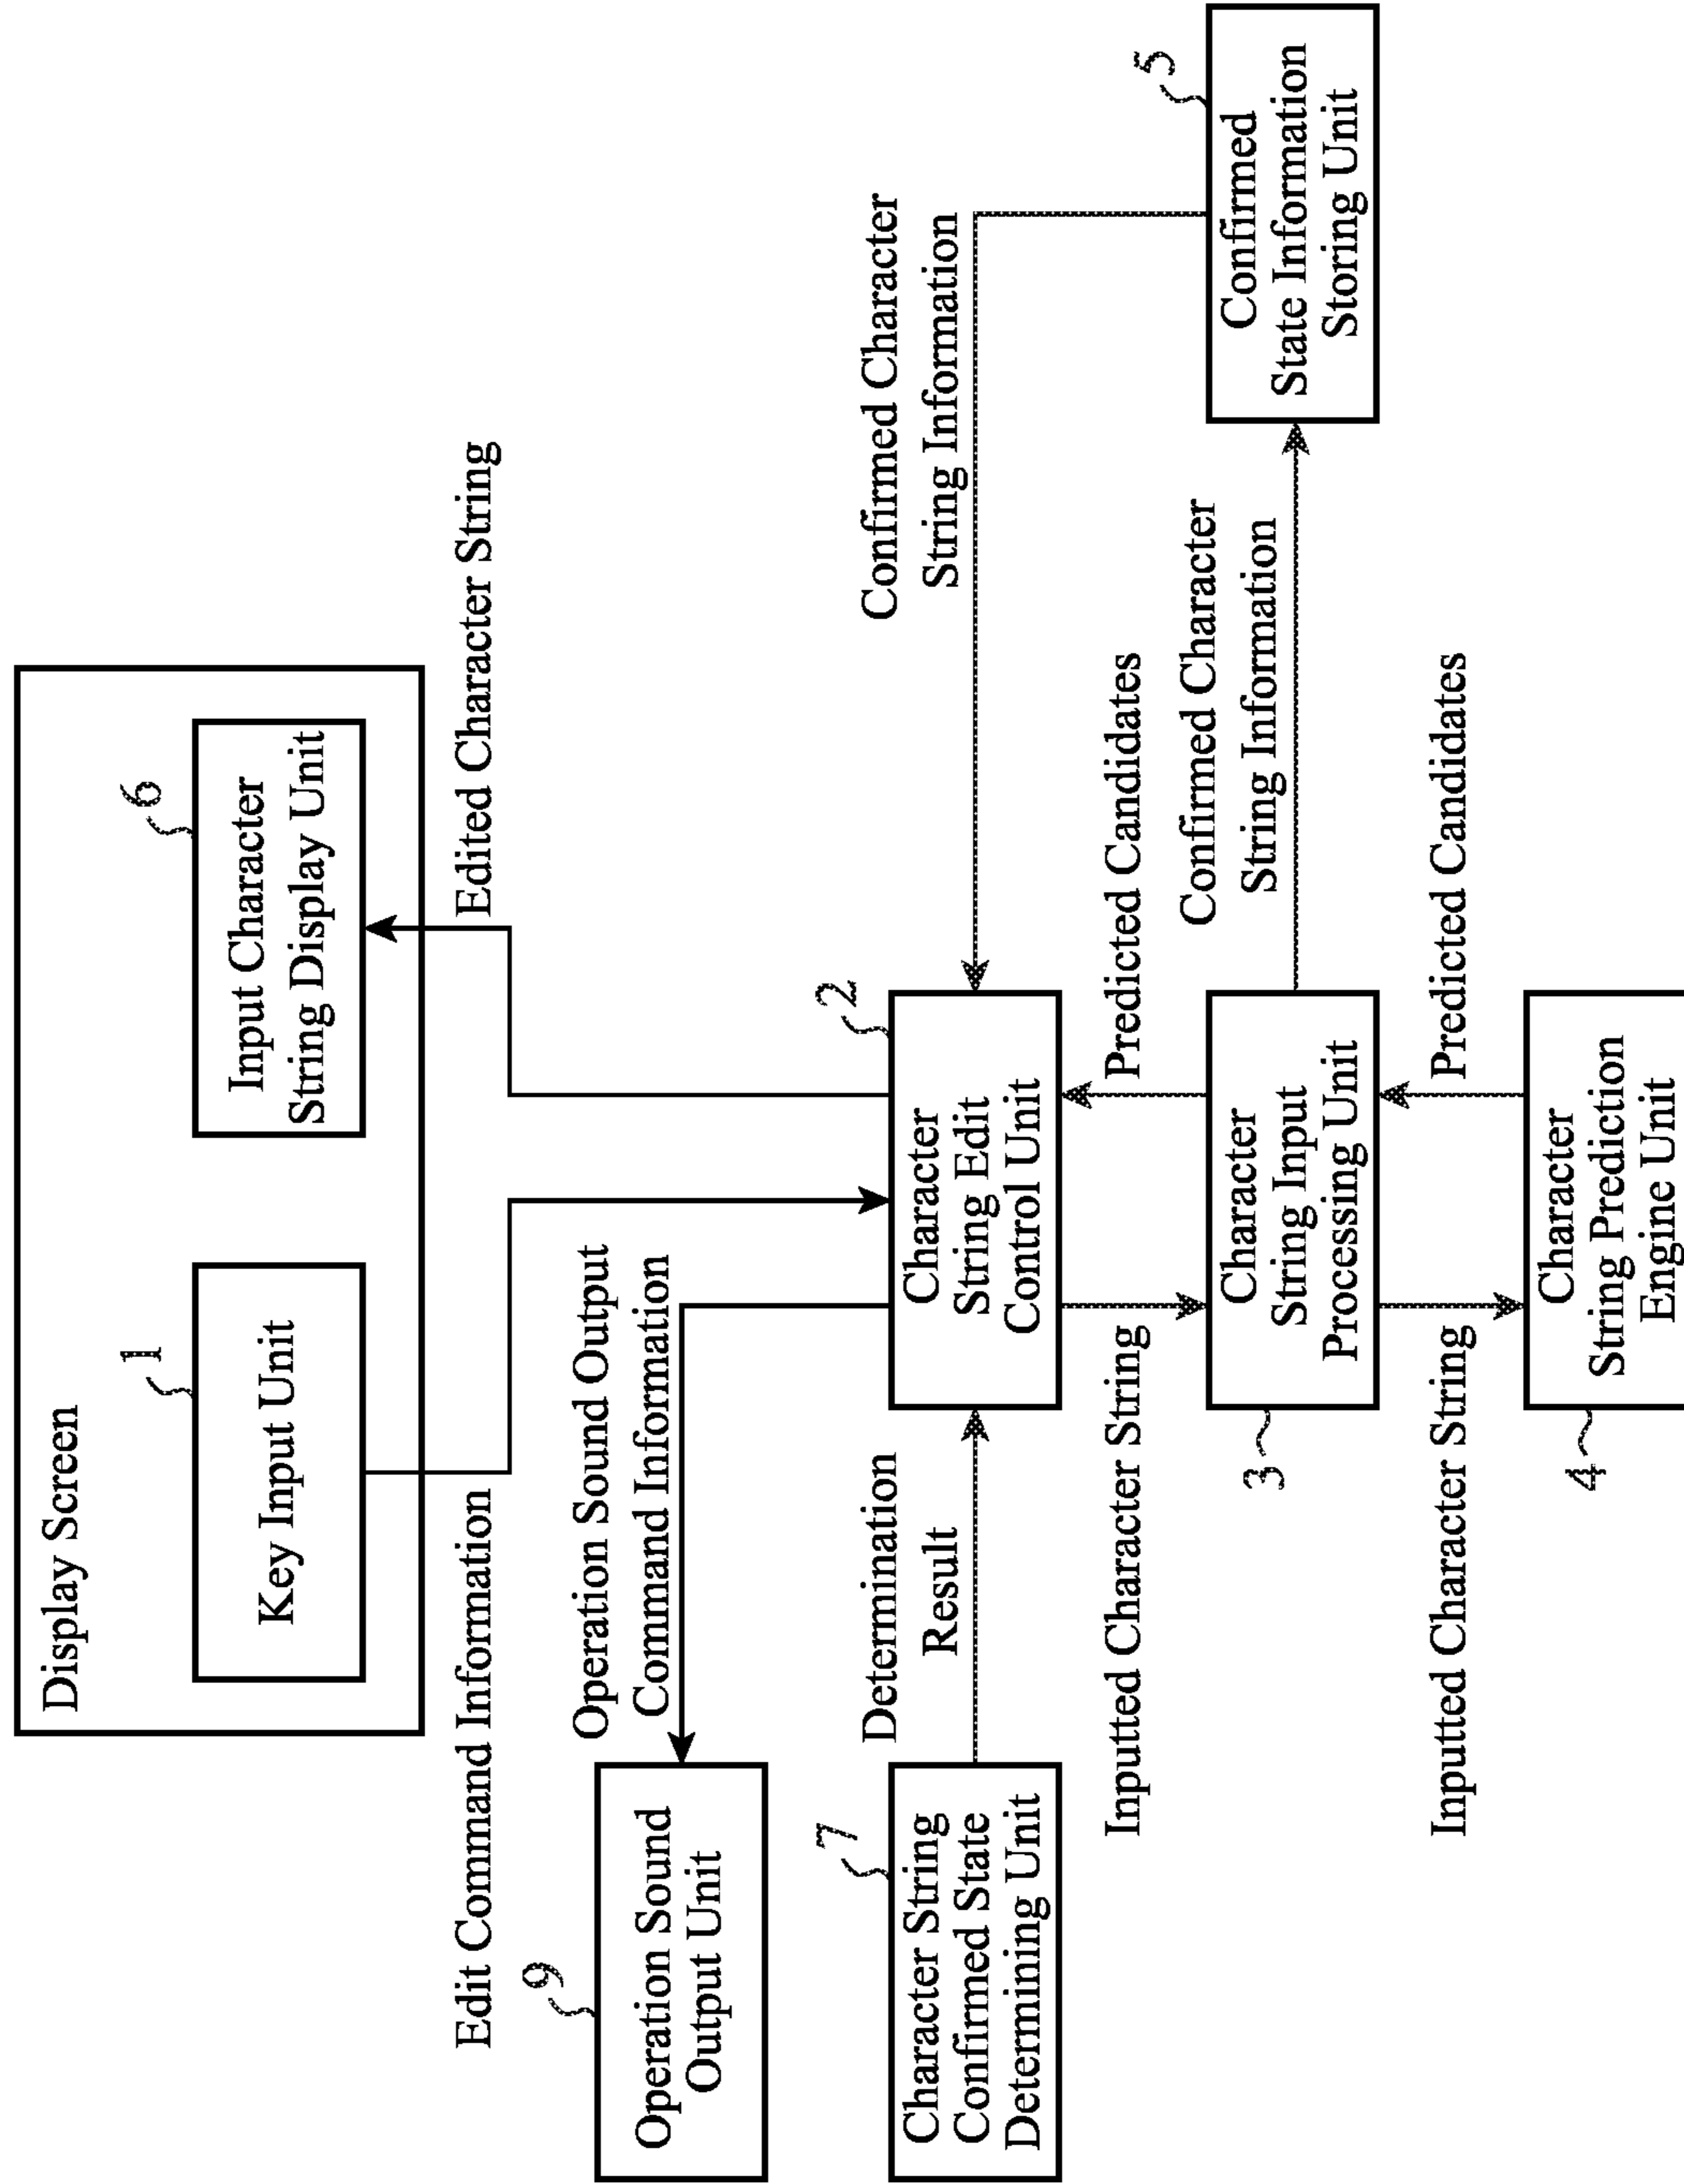 Display Screen
1
Key Input Unit
6
Input Character
String Display Unit
Edit Command Information
Edited Character String
9
Operation Sound
Output Unit
Operation Sound Output
Command Information
7
Character String
Confirmed State
Determining Unit
Determination
Result
2
Character
String Edit
Control Unit
Confirmed Character
String Information
Inputted Character String
Predicted Candidates
3
Character
String Input
Processing Unit
Confirmed Character
String Information
5
Confirmed
State Information
Storing Unit
Inputted Character String
Predicted Candidates
4
Character
String Prediction
Engine Unit